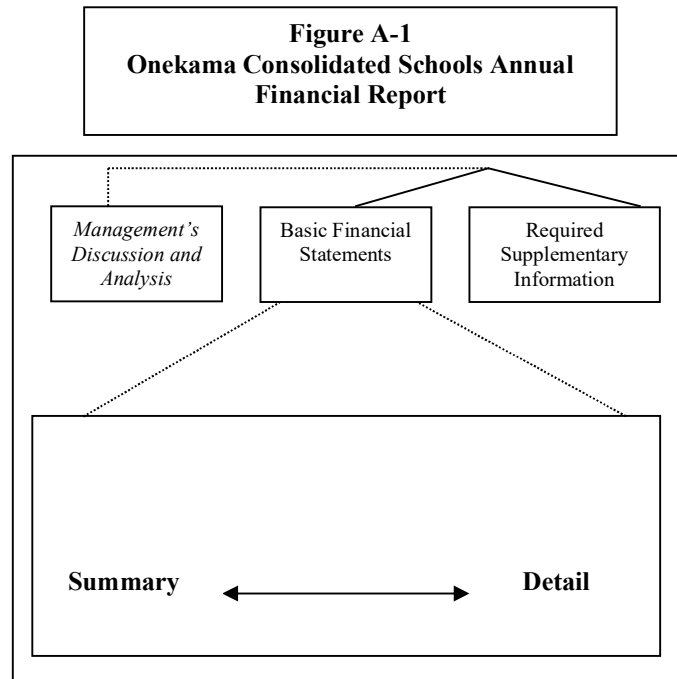 Figure A-1
Onekama Consolidated Schools Annual
Financial Report
Management’s
Discussion and
Analysis
Basic Financial
Statements
Required
Supplementary
Information
Summary
Detail